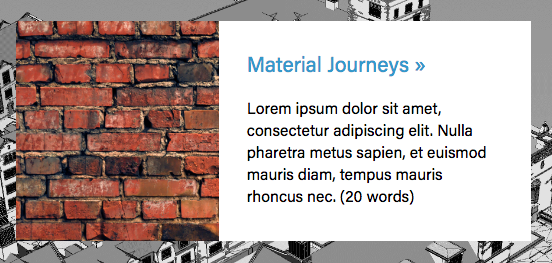 Material Journeys »
Lorem ipsum dolor sit amet,
consectetur adipiscing elit. Nulla
pharetra metus sapien, et euismod
mauris diam, tempus mauris
rhoncus nec. (20 words)